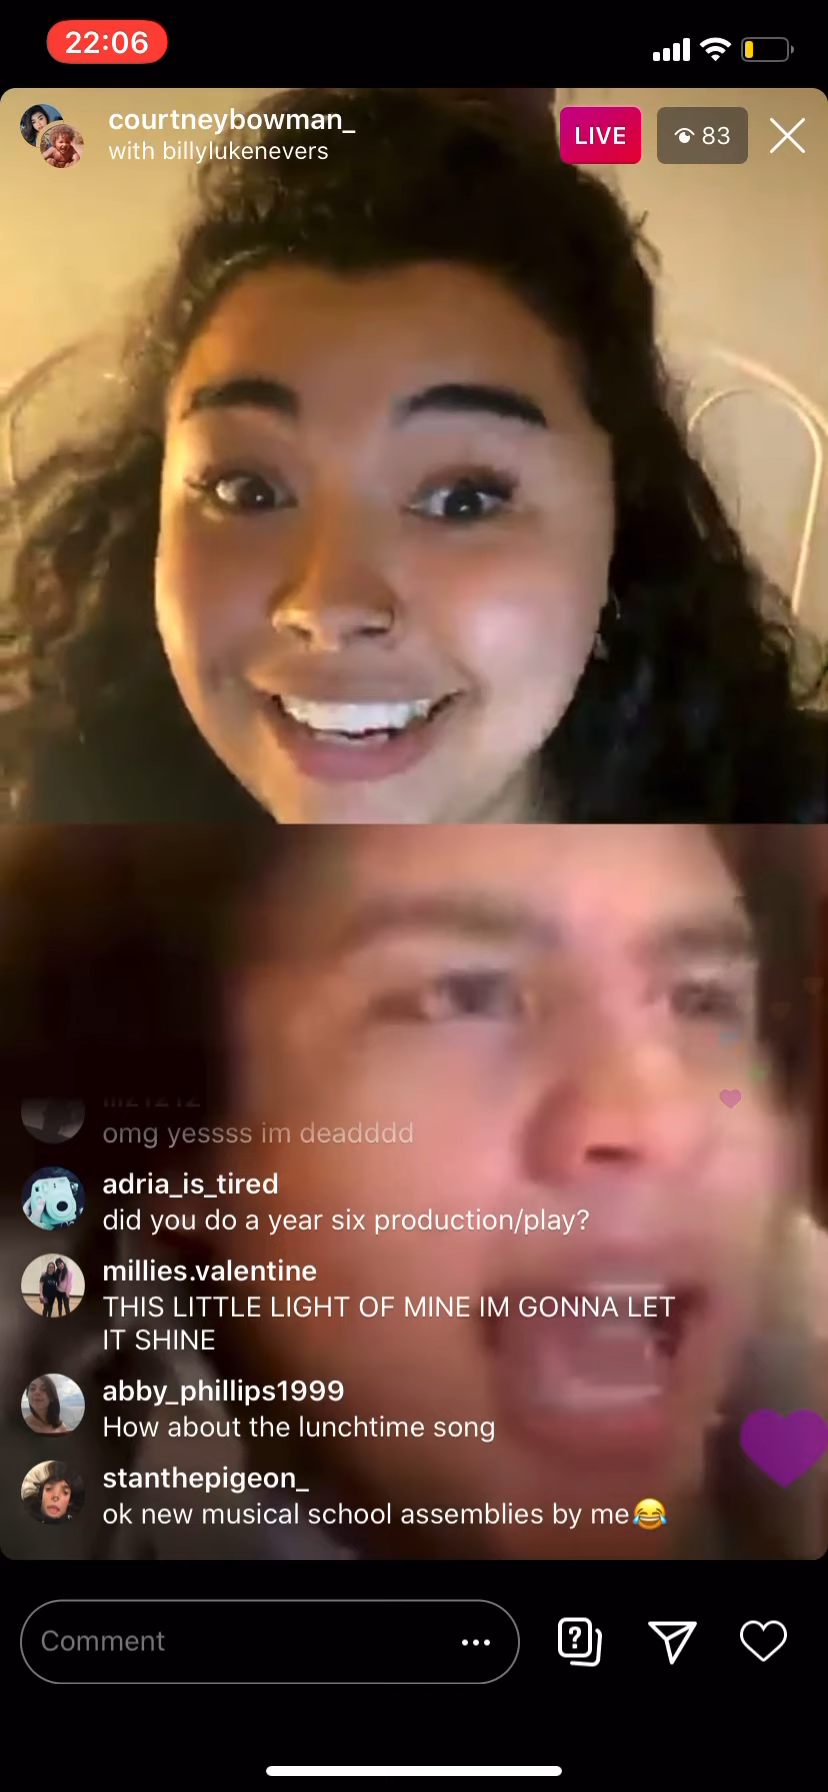 22:06
courtneybowman_
with billylukenevers
LIVE
83
omg yessss im deadddd
adria_is_tired
did you do a year six production/play?
millies.valentine
THIS LITTLE LIGHT OF MINE IM GONNA LET
IT SHINE
abby_phillips1999
How about the lunchtime song
stanthepigeon_
ok new musical school assemblies by me😂
Comment